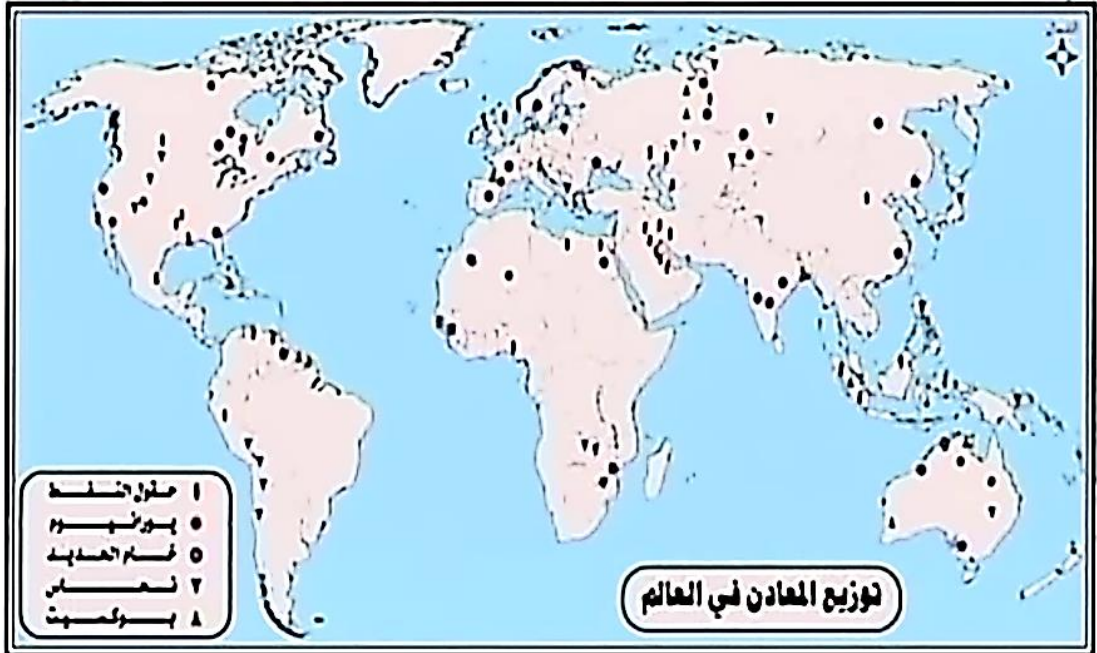 حقول النفط
يورانيوم
خام الحديد
نحاس
بوكسيت
توزيع المعادن في العالم